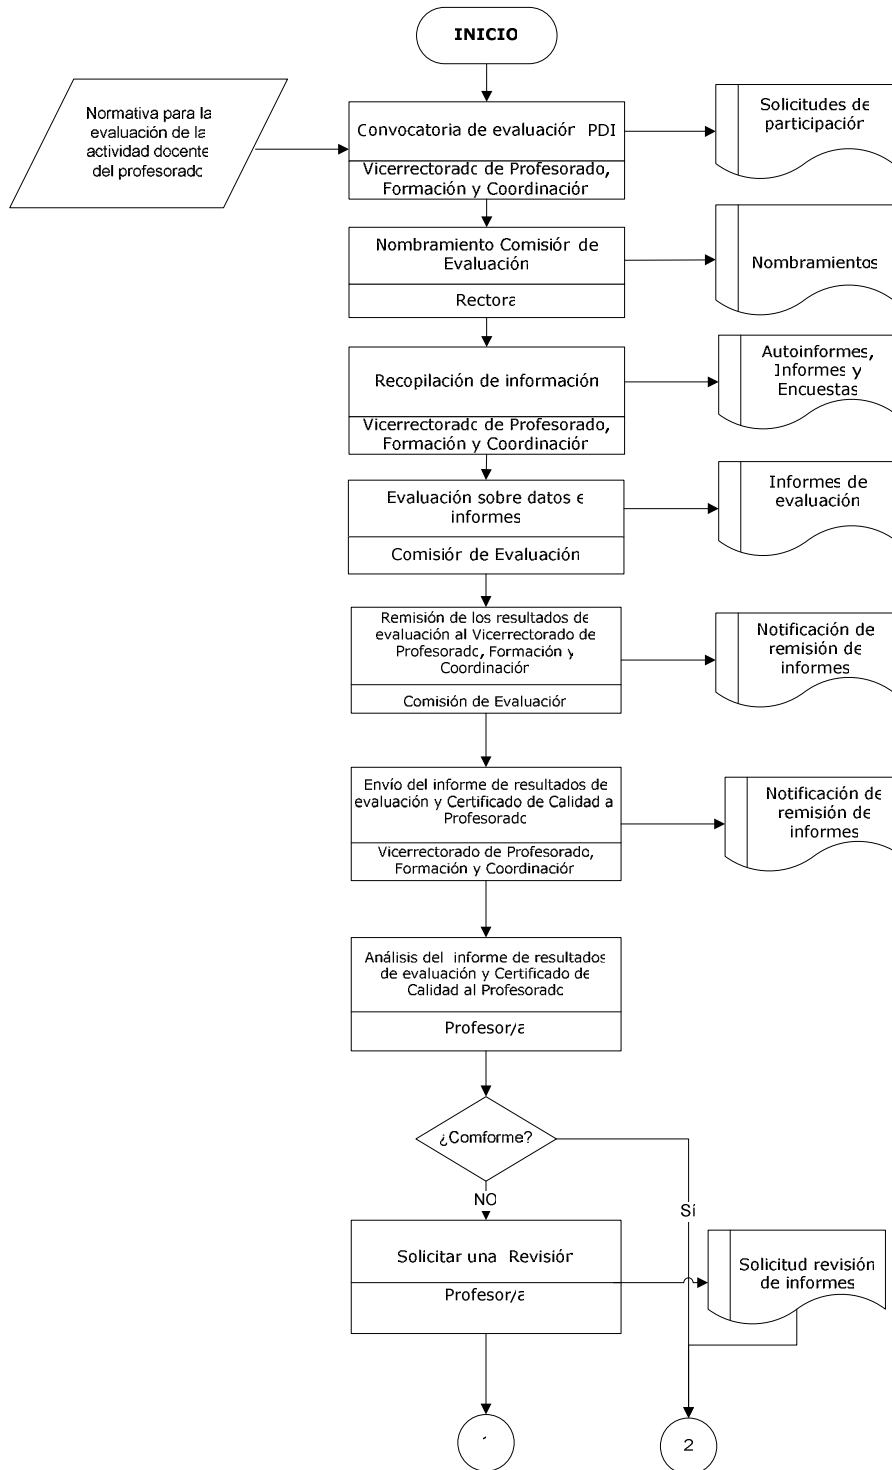 INICIO
Normativa para la
evaluación de la
actividad docente
del profesorado
Convocatoria de evaluación PDI
Vicerrectorado de Profesorado,
Formación y Coordinación
Solicitudes de
participación
Nombramiento Comisión de
Evaluación
Rectora
Nombramientos
Recopilación de información
Vicerrectorado de Profesorado,
Formación y Coordinación
Autoinformes,
Informes y
Encuestas
Evaluación sobre datos e
informes
Comisión de Evaluación
Informes de
evaluación
Remisión de los resultados de
evaluación al Vicerrectorado de
Profesorado, Formación y
Coordinación
Comisión de Evaluación
Notificación de
remisión de
informes
Envío del informe de resultados de
evaluación y Certificado de Calidad a
Profesorado
Vicerrectorado de Profesorado,
Formación y Coordinación
Notificación de
remisión de
informes
Análisis del informe de resultados
de evaluación y Certificado de
Calidad al Profesorado
Profesor/a
¿Comforme?
NO
Sí
Solicitar una Revisión
Profesor/a
Solicitud revisión
de informes
2